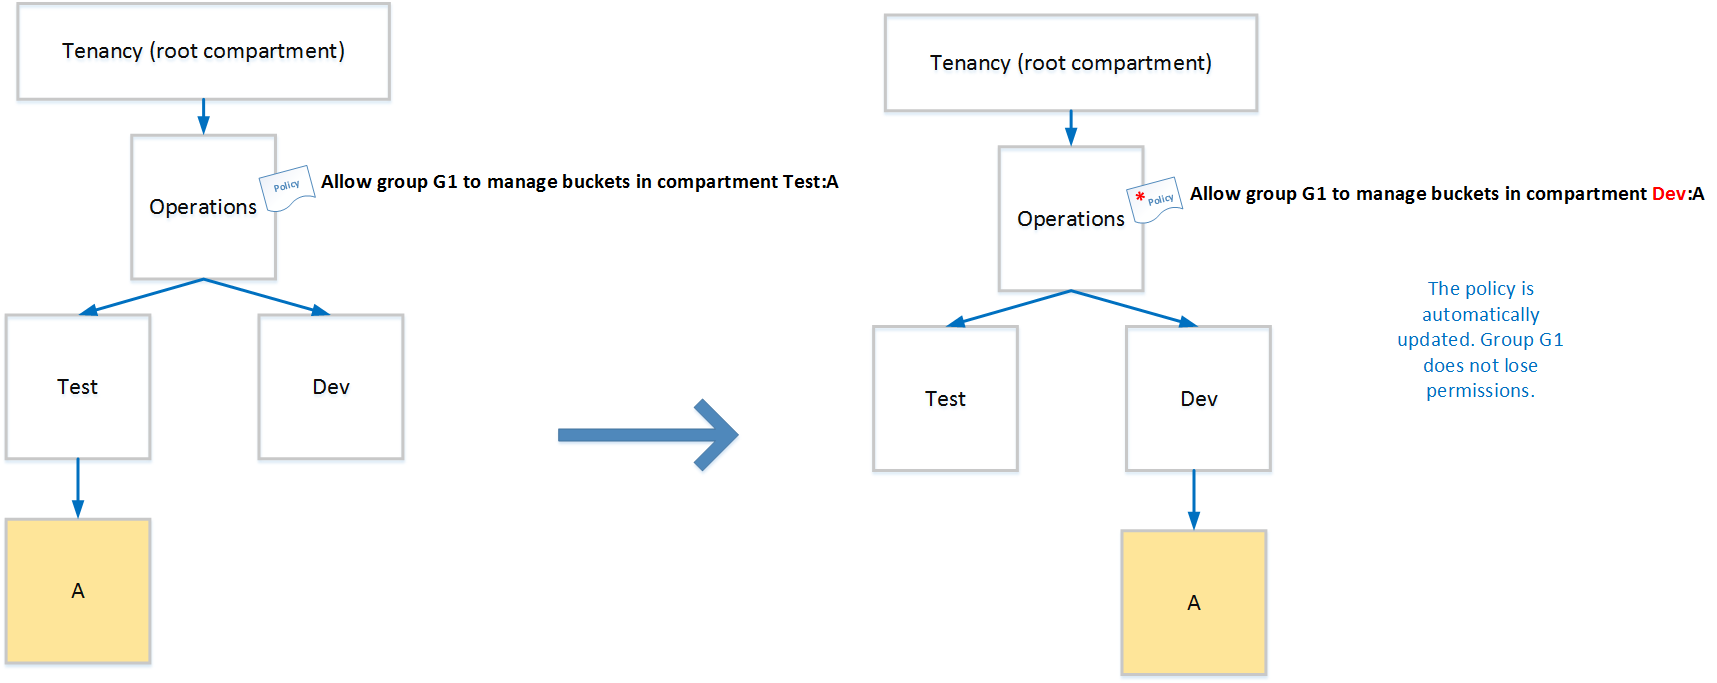 Tenancy (root compartment)
Policy
Allow group G1 to manage buckets in compartment Test:A
Operations
Test
Dev
A
Tenancy (root compartment)
* Policy
Allow group G1 to manage buckets in compartment Dev:A
Operations
The policy is
automatically
updated. Group G1
does not lose
permissions.
Test
Dev
A